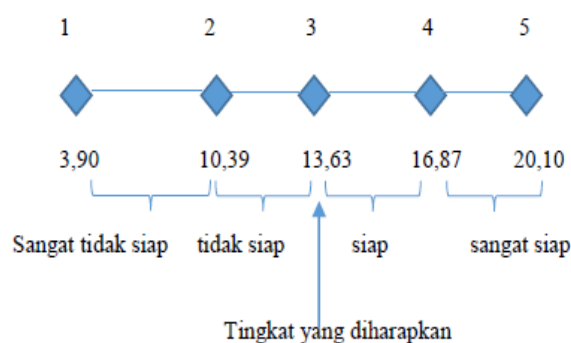 1 2 3 4 5
3,90 10,39 13,63 16,87 20,10
Sangat tidak siap tidak siap siap sangat siap
Tingkat yang diharapkan